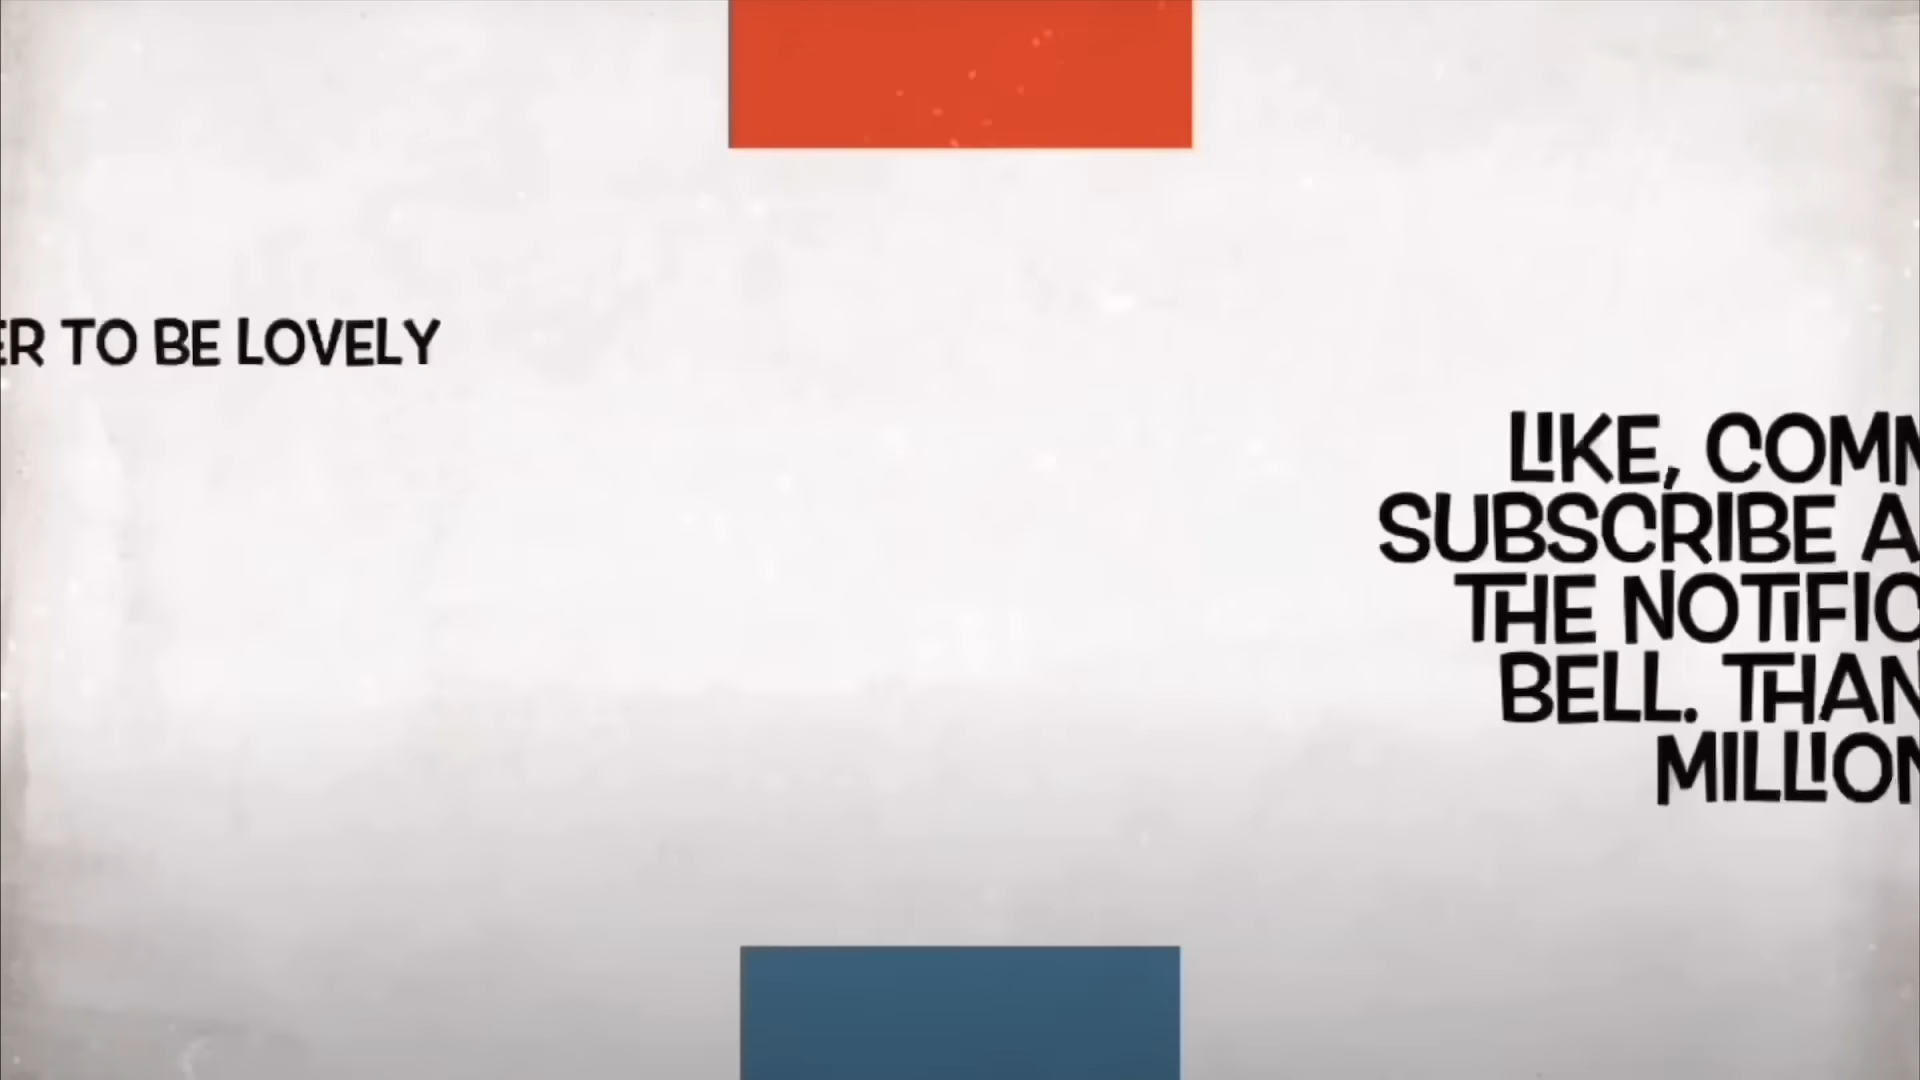 ER TO BE LOVELY
LIKE, COMM
SUBSCRIBE A
THE NOTIFIC
BELL. THAN
MILLION